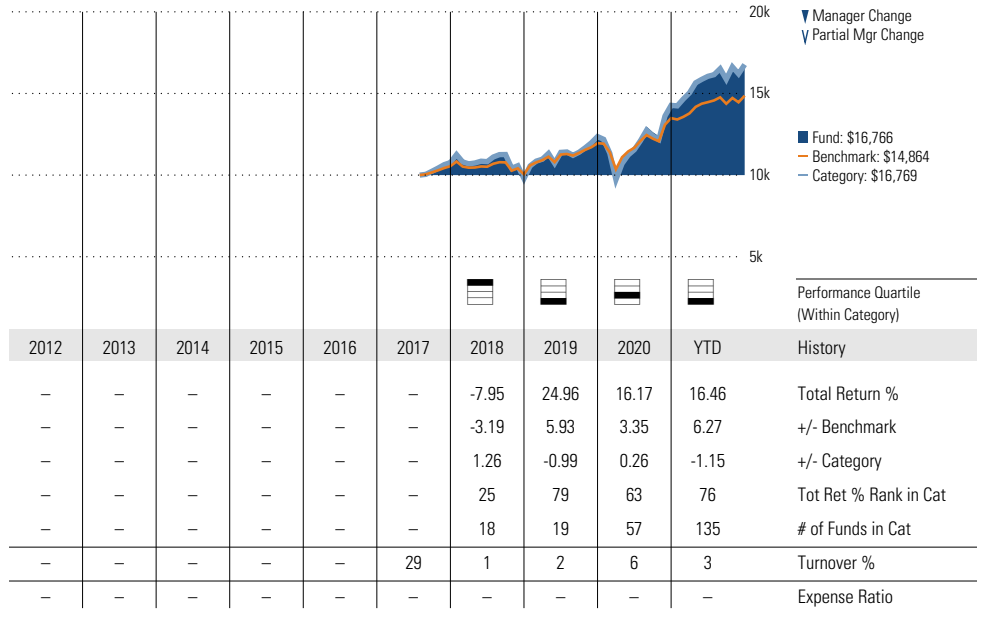 20k
15k
10k
5k
Manager Change
Partial Mgr Change
Fund: $16,766
Benchmark: $14,864
Category: $16,769
Performance Quartile
(Within Category)
2012 2013 2014 2015 2016 2017 2018 2019 2020 YTD History
– – – – – – -7.95 24.96 16.17 16.46 Total Return %
– – – – – – -3.19 5.93 3.35 6.27 +/- Benchmark
– – – – – – 1.26 -0.99 0.26 -1.15 +/- Category
– – – – – – 25 79 63 76 Tot Ret % Rank in Cat
– – – – – – 18 19 57 135 # of Funds in Cat
– – – – – 29 1 2 6 3 Turnover %
– – – – – – – – – – Expense Ratio